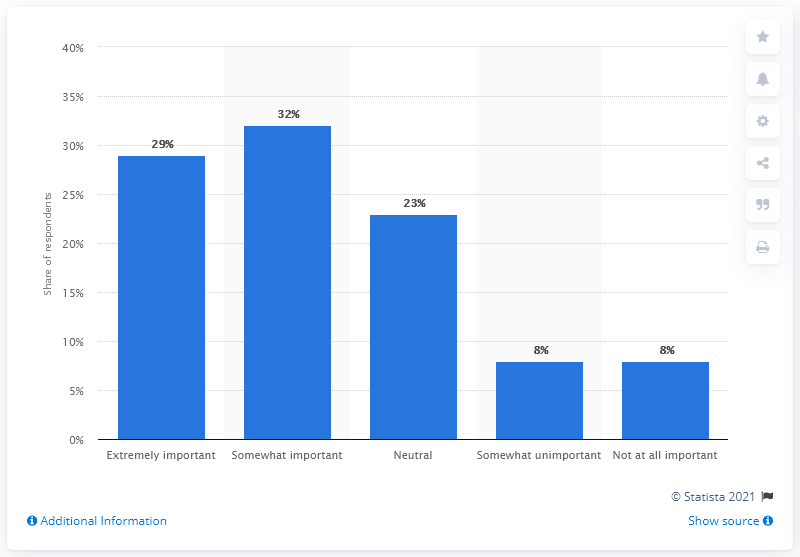 40%
35%
30%
25%
20%
15%
10%
5%
0%
Share of respondents
29%
32%
23%
8%
8%
Extremely important
Somewhat important
Neutral
Somewhat unimportant
Not at all important
© Statista 2021
Additional Information
Show source